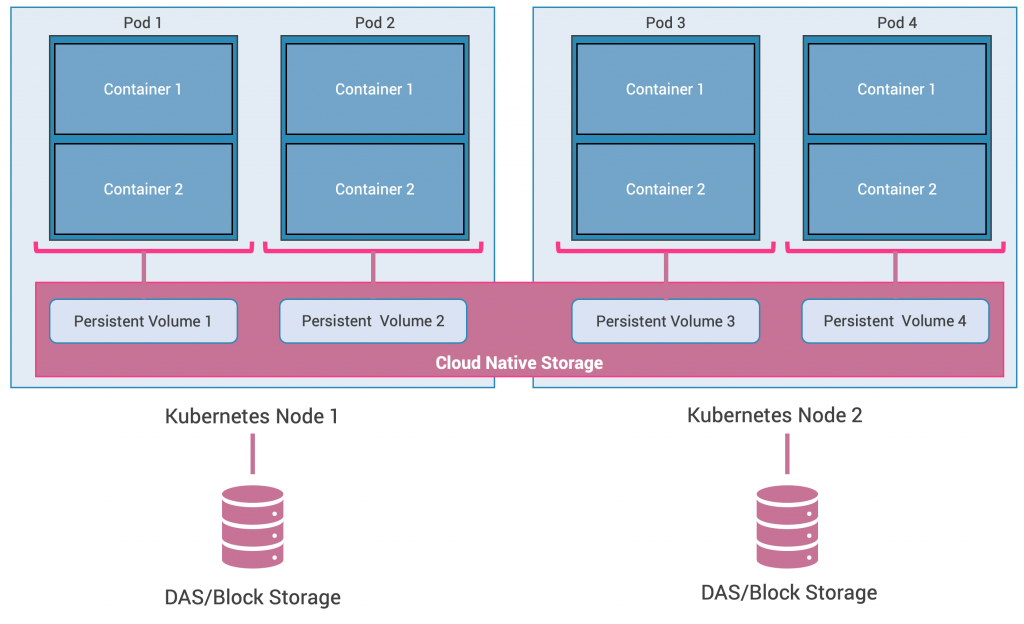 Pod 1
Pod 2
Pod 3
Pod 4
Container 1
Container 1
Container 1
Container 1
Container 2
Container 2
Container 2
Container 2
Persistent Volume 1
Persistent Volume 2
Persistent Volume 3
Persistent Volume 4
Cloud Native Storage
Kubernetes Node 1
Kubernetes Node 2
DAS/Block Storage
DAS/Block Storage